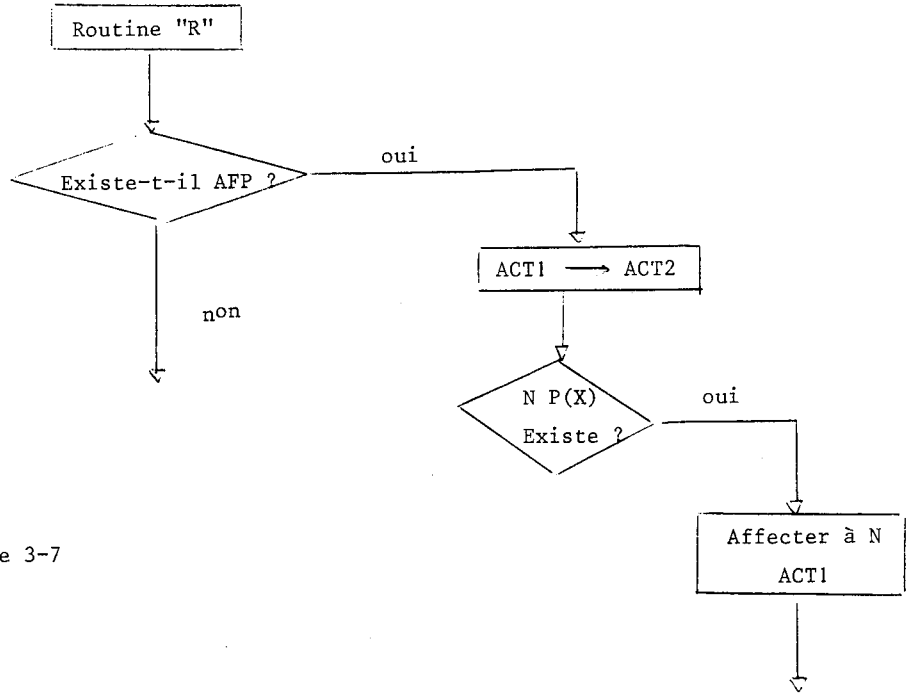 Routine "R"
Existe-t-il AFP ?
oui
non
ACT1 → ACT2
N P(X)
Existe ?
oui
Affecter à N
ACT1
e 3-7